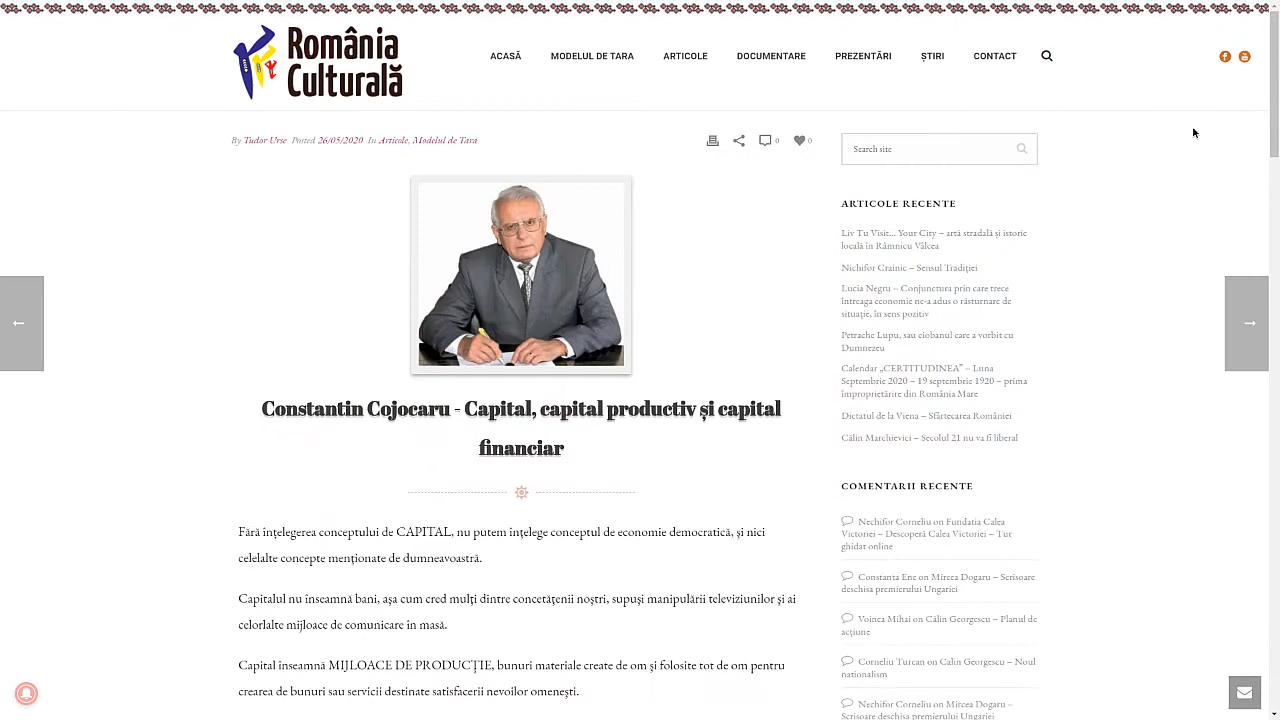 România
Culturală
ACASĂ
MODELUL DE TARA
ARTICOLE
DOCUMENTARE
PREZENTĂRI
ȘTIRI
CONTACT
By Tudor Urse Posted 26/05/2020 In Articole, Modelul de Tara
0
0
Constantin Cojocaru - Capital, capital productiv și capital
financiar
Fără ințelegerea conceptului de CAPITAL, nu putem ințelege conceptul de economie democratică, și nici
celelalte concepte menționate de dumneavoastră.
Capitalul nu inseamnă bani, așa cum cred mulți dintre concetățenii noștri, supuși manipulării televiziunilor și ai
celorlalte mijloace de comunicare in masă.
Capital inseamnă MIJLOACE DE PRODUCȚIE, bunuri materiale create de om și folosite tot de om pentru
crearea de bunuri sau servicii destinate satisfacerii nevoilor omenești.
Search site
ARTICOLE RECENTE
Liv Tu Visit... Your City – artă stradală și istorie
locală în Râmnicu Vâlcea
Nichifor Crainic – Sensul Tradiției
Lucia Negru – Conjunctura prin care trece
întreaga economie ne-a adus o răsturnare de
situație, în sens pozitiv
Petrache Lupu, sau ciobanul care a vorbit cu
Dumnezeu
Calendar „CERTITUDINEA” – Luna
Septembrie 2020 – 19 septembrie 1920 – prima
împroprietărire din România Mare
Dictatul de la Viena – Sfârtecarea României
Călin Marchievici – Secolul 21 nu va fi liberal
COMENTARII RECENTE
Nechifor Corneliu on Fundatia Calea
Victoriei – Descoperă Calea Victoriei – Tur
ghidat online
Constanta Ene on Mircea Dogaru – Scrisoare
deschisa premierului Ungariei
Voinea Mihai on Călin Georgescu – Planul de
acțiune
Corneliu Turcan on Călin Georgescu – Noul
nationalism
Nechifor Corneliu on Mircea Dogaru –
Scrisoare deschisa premierului Ungariei